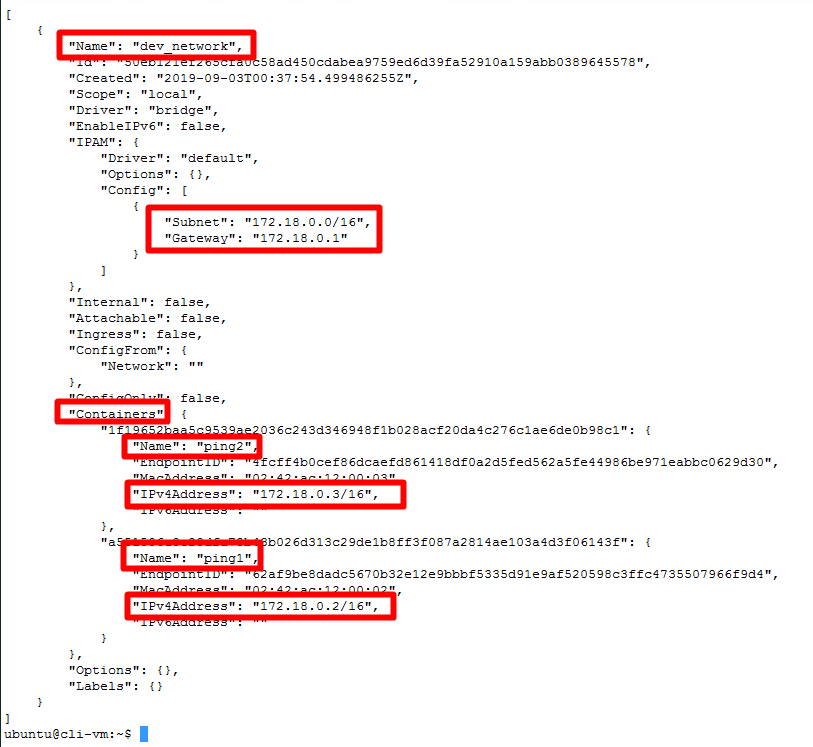 [
    {
        "Name": "dev_network",
        "Id": "50eb121ef265cfa0c58ad450cdabea9759ed6d39fa52910a159abb0389645578",
        "Created": "2019-09-03T00:37:54.499486255Z",
        "Scope": "local",
        "Driver": "bridge",
        "EnableIPv6": false,
        "IPAM": {
            "Driver": "default",
            "Options": {},
            "Config": [
                {
                    "Subnet": "172.18.0.0/16",
                    "Gateway": "172.18.0.1"
                }
            ]
        },
        "Internal": false,
        "Attachable": false,
        "Ingress": false,
        "ConfigFrom": {
            "Network": ""
        },
        "ConfigOnly": false,
        "Containers": {
            "1f19652baa5c9539ae2036c243d346948f1b028acf20da4c276c1ae6de0b98c1": {
                "Name": "ping2",
                "EndpointID": "4fcff4b0cef86dcaefd861418df0a2d5fed562a5fe44986be971eabbc0629d30",
                "MacAddress": "02:42:ac:12:00:03",
                "IPv4Address": "172.18.0.3/16",
                "IPv6Address": ""
            },
            {
                "Name": "ping1",
                "EndpointID": "62af9be8dadc5670b32e12e9bbbf5335d91e9af520598c3ffc4735507966f9d4",
                "MacAddress": "02:42:ac:12:00:02",
                "IPv4Address": "172.18.0.2/16",
                "IPv6Address": ""
            }
        },
        "Options": {},
        "Labels": {}
    }
]
ubuntu@cli-vm:~$